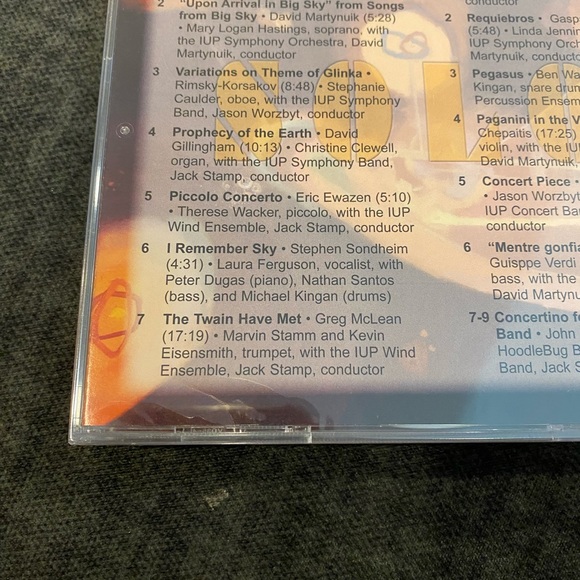 2 "Upon Arrival in Big Sky" from Songs
from Big Sky • David Martynuik (5:28)
• Mary Logan Hastings, soprano, with
the IUP Symphony Orchestra, David
Martynuik, conductor
3 Variations on Theme of Glinka •
Rimsky-Korsakov (8:48) • Stephanie
Caulder, oboe, with the IUP Symphony
Band, Jason Worzbyt, conductor
4 Prophecy of the Earth • David
Gillingham (10:13) • Christine Clewell,
organ, with the IUP Symphony Band,
Jack Stamp, conductor
5 Piccolo Concerto • Eric Ewazen (5:10)
• Therese Wacker, piccolo, with the IUP
Wind Ensemble, Jack Stamp, conductor
6 I Remember Sky • Stephen Sondheim
(4:31) • Laura Ferguson, vocalist, with
Peter Dugas (piano), Nathan Santos
(bass), and Michael Kingan (drums)
7 The Twain Have Met • Greg McLean
(17:19) • Marvin Stamm and Kevin
Eisensmith, trumpet, with the IUP Wind
Ensemble, Jack Stamp, conductor
conductor
2 Requiebros • Gasp
(5:48) • Linda Jennin
IUP Symphony Orc
Martynuik, conductor
3 Pegasus • Ben Wa
Kingan, snare drum
Percussion Ensem
4 Paganini in the V
Chepaitis (17:25)
violin, with the IU
David Martynuik,
5 Concert Piece •
• Jason Worzbyt
IUP Concert Ba
conductor
6 "Mentre gonfia
Guisppe Verdi
bass, with the
David Martynu
7-9 Concertino fo
Band • John
HoodleBug B
Band, Jack S